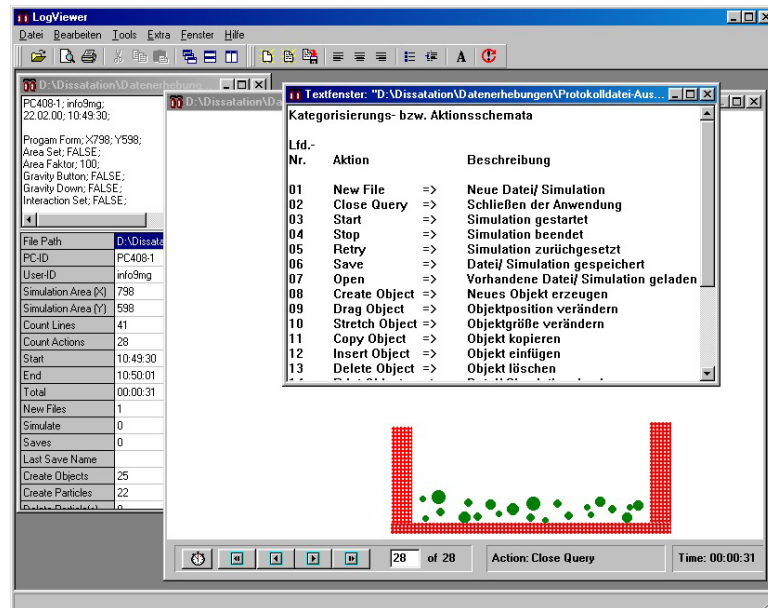 LogViewer
Datei Bearbeiten Tools Extra Fenster Hilfe
A
D:\Dissatation\Datenerhebung
PC408-1; info9mg;
22.02.00; 10:49:30;
Progam Form; X798; Y598;
Area Set; FALSE;
Area Faktor; 100;
Gravity Button; FALSE;
Gravity Down; FALSE;
Interaction Set; FALSE;
File Path D:\Dissata
PC-ID PC408-1
User-ID info9mg
Simulation Area (X) 798
Simulation Area (Y) 598
Count Lines 41
Count Actions 28
Start 10:49:30
End 10:50:01
Total 00:00:31
New Files 1
Simulate 0
Saves 0
Last Save Name
Create Objects 25
Create Particles 22
D:\Dissatation\Da
Textfenster: "D:\Dissatation\Datenerhebungen\Protokolldatei-Aus...
Kategorisierungs- bzw. Aktionsschemata
Lfd.-
Nr. Aktion Beschreibung
01 New File => Neue Datei/ Simulation
02 Close Query => Schließen der Anwendung
03 Start => Simulation gestartet
04 Stop => Simulation beendet
05 Retry => Simulation zurüchgesetzt
06 Save => Datei/ Simulation gespeichert
07 Open => Vorhandene Datei/ Simulation geladen
08 Create Object => Neues Objekt erzeugen
09 Drag Object => Objektposition verändern
10 Stretch Object => Objektgröße verändern
11 Copy Object => Objekt kopieren
12 Insert Object => Objekt einfügen
13 Delete Object => Objekt löschen
28 of 28 Action: Close Query Time: 00:00:31